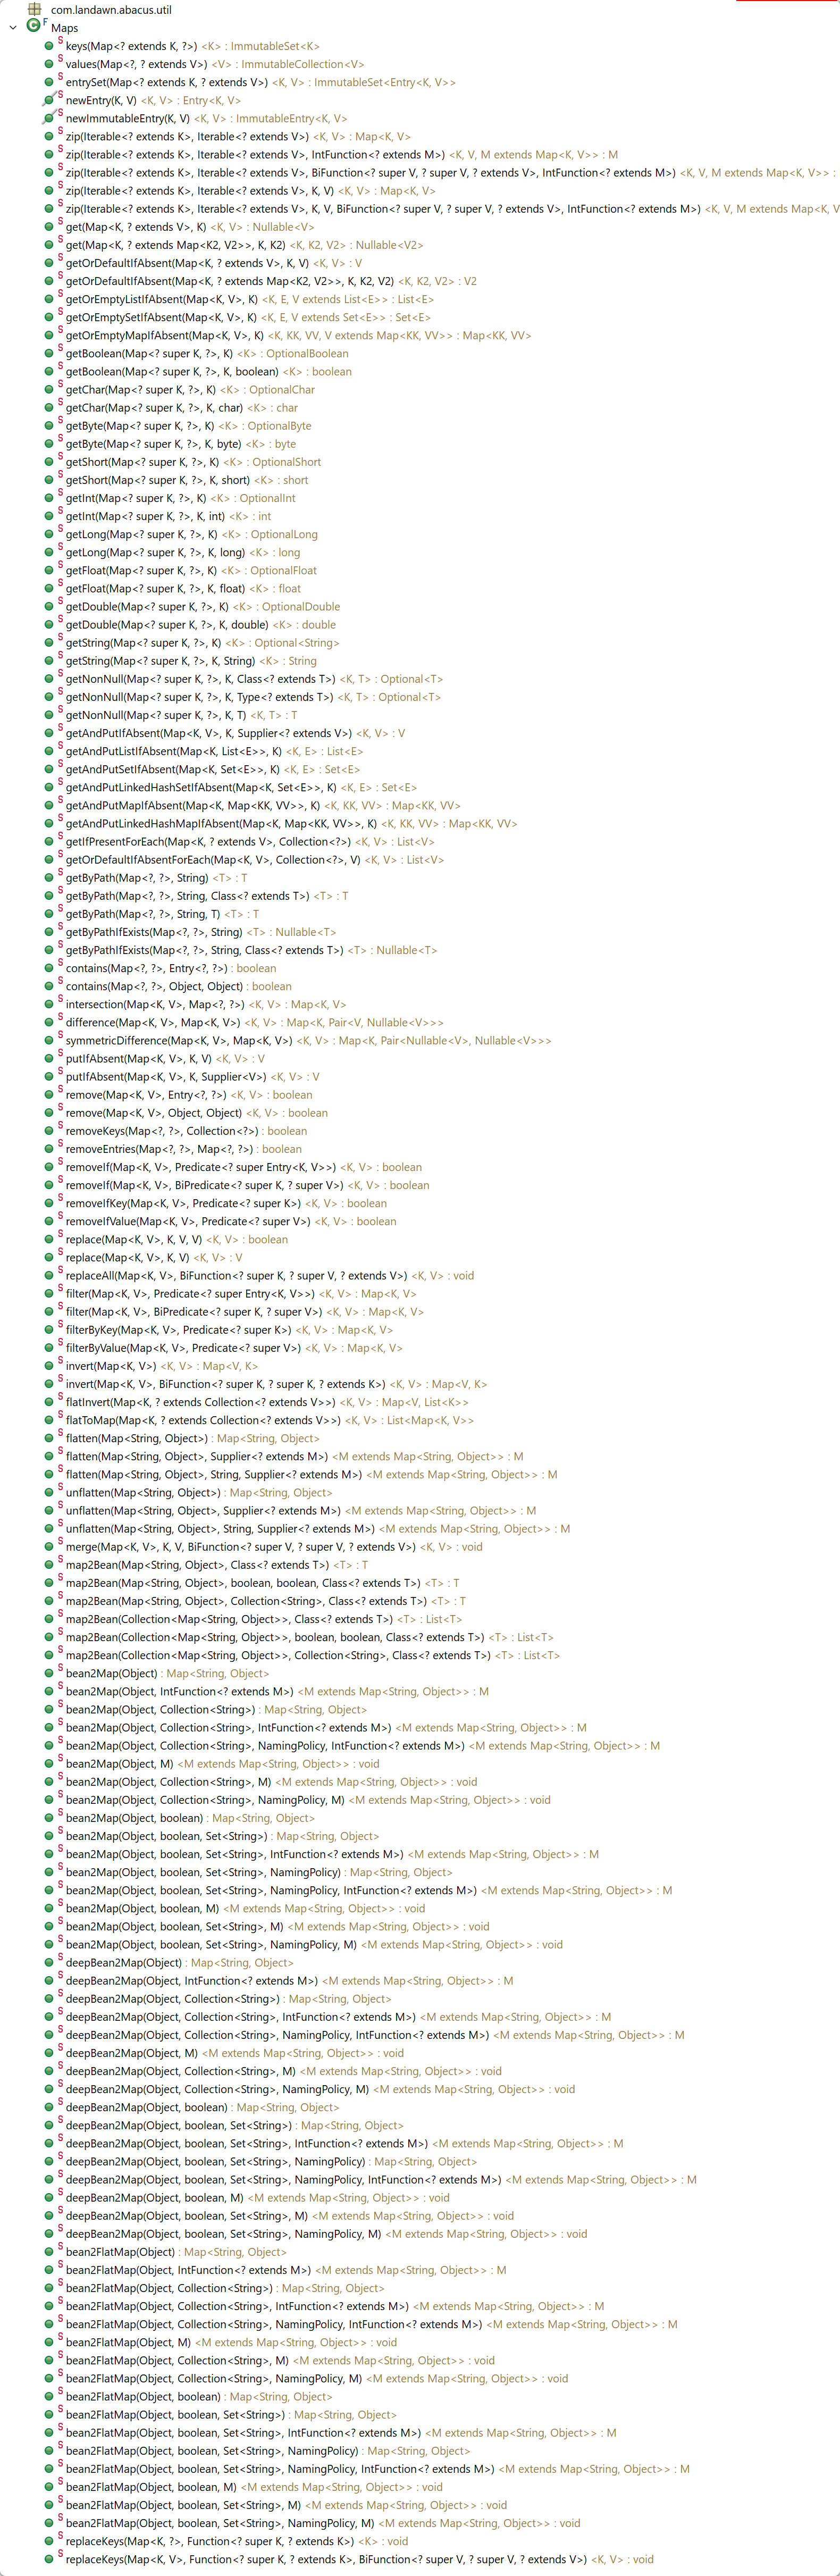 com.landawn.abacus.util
F
Maps
S keys(Map<? extends K, ?>) <K> : ImmutableSet<K>
S values(Map<?, ? extends V>) <V> : ImmutableCollection<V>
S entrySet(Map<? extends K, ? extends V>) <K, V> : ImmutableSet<Entry<K, V>>
S newEntry(K, V) <K, V> : Entry<K, V>
S newImmutableEntry(K, V) <K, V> : ImmutableEntry<K, V>
S zip(Iterable<? extends K>, Iterable<? extends V>) <K, V> : Map<K, V>
S zip(Iterable<? extends K>, Iterable<? extends V>, IntFunction<? extends M>) <K, V, M extends Map<K, V>> : M
S zip(Iterable<? extends K>, Iterable<? extends V>, BiFunction<? super V, ? super V, ? extends V>, IntFunction<? extends M>) <K, V, M extends Map<K, V>> :
S zip(Iterable<? extends K>, Iterable<? extends V>, K, V) <K, V> : Map<K, V>
S zip(Iterable<? extends K>, Iterable<? extends V>, K, V, BiFunction<? super V, ? super V, ? extends V>, IntFunction<? extends M>) <K, V, M extends Map<K, V
S get(Map<K, ? extends V>, K) <K, V> : Nullable<V>
S get(Map<K, ? extends Map<K2, V2>>, K, K2) <K, K2, V2> : Nullable<V2>
S getOrDefaultIfAbsent(Map<K, ? extends V>, K, V) <K, V> : V
S getOrDefaultIfAbsent(Map<K, ? extends Map<K2, V2>>, K, K2, V2) <K, K2, V2> : V2
S getOrEmptyListIfAbsent(Map<K, V>, K) <K, E, V extends List<E>> : List<E>
S getOrEmptySetIfAbsent(Map<K, V>, K) <K, E, V extends Set<E>> : Set<E>
S getOrEmptyMapIfAbsent(Map<K, V>, K) <K, KK, VV, V extends Map<KK, VV>> : Map<KK, VV>
S getBoolean(Map<? super K, ?>, K) <K> : OptionalBoolean
S getBoolean(Map<? super K, ?>, K, boolean) <K> : boolean
S getChar(Map<? super K, ?>, K) <K> : OptionalChar
S getChar(Map<? super K, ?>, K, char) <K> : char
S getByte(Map<? super K, ?>, K) <K> : OptionalByte
S getByte(Map<? super K, ?>, K, byte) <K> : byte
S getShort(Map<? super K, ?>, K) <K> : OptionalShort
S getShort(Map<? super K, ?>, K, short) <K> : short
S getInt(Map<? super K, ?>, K) <K> : OptionalInt
S getInt(Map<? super K, ?>, K, int) <K> : int
S getLong(Map<? super K, ?>, K) <K> : OptionalLong
S getLong(Map<? super K, ?>, K, long) <K> : long
S getFloat(Map<? super K, ?>, K) <K> : OptionalFloat
S getFloat(Map<? super K, ?>, K, float) <K> : float
S getDouble(Map<? super K, ?>, K) <K> : OptionalDouble
S getDouble(Map<? super K, ?>, K, double) <K> : double
S getString(Map<? super K, ?>, K) <K> : Optional<String>
S getString(Map<? super K, ?>, K, String) <K> : String
S getNonNull(Map<? super K, ?>, K, Class<? extends T>) <K, T> : Optional<T>
S getNonNull(Map<? super K, ?>, K, Type<? extends T>) <K, T> : Optional<T>
S getNonNull(Map<? super K, ?>, K, T) <K, T> : T
S getAndPutIfAbsent(Map<K, V>, K, Supplier<? extends V>) <K, V> : V
S getAndPutListIfAbsent(Map<K, List<E>>, K) <K, E> : List<E>
S getAndPutSetIfAbsent(Map<K, Set<E>>, K) <K, E> : Set<E>
S getAndPutLinkedHashSetIfAbsent(Map<K, Set<E>>, K) <K, E> : Set<E>
S getAndPutMapIfAbsent(Map<K, Map<KK, VV>>, K) <K, KK, VV> : Map<KK, VV>
S getAndPutLinkedHashMapIfAbsent(Map<K, Map<KK, VV>>, K) <K, KK, VV> : Map<KK, VV>
S getIfPresentForEach(Map<K, ? extends V>, Collection<?>) <K, V> : List<V>
S getOrDefaultIfAbsentForEach(Map<K, V>, Collection<?>, V) <K, V> : List<V>
S getByPath(Map<?, ?>, String) <T> : T
S getByPath(Map<?, ?>, String, Class<? extends T>) <T> : T
S getByPath(Map<?, ?>, String, T) <T> : T
S getByPathIfExists(Map<?, ?>, String) <T> : Nullable<T>
S getByPathIfExists(Map<?, ?>, String, Class<? extends T>) <T> : Nullable<T>
S contains(Map<?, ?>, Entry<?, ?>) : boolean
S contains(Map<?, ?>, Object, Object) : boolean
S intersection(Map<K, V>, Map<?, ?>) <K, V> : Map<K, V>
S difference(Map<K, V>, Map<K, V>) <K, V> : Map<K, Pair<V, Nullable<V>>>
S symmetricDifference(Map<K, V>, Map<K, V>) <K, V> : Map<K, Pair<Nullable<V>, Nullable<V>>>
S putIfAbsent(Map<K, V>, K, V) <K, V> : V
S putIfAbsent(Map<K, V>, K, Supplier<V>) <K, V> : V
S remove(Map<K, V>, Entry<?, ?>) <K, V> : boolean
S remove(Map<K, V>, Object, Object) <K, V> : boolean
S removeKeys(Map<?, ?>, Collection<?>) : boolean
S removeEntries(Map<?, ?>, Map<?, ?>) : boolean
S removeIf(Map<K, V>, Predicate<? super Entry<K, V>>) <K, V> : boolean
S removeIf(Map<K, V>, BiPredicate<? super K, ? super V>) <K, V> : boolean
S removeIfKey(Map<K, V>, Predicate<? super K>) <K, V> : boolean
S removeIfValue(Map<K, V>, Predicate<? super V>) <K, V> : boolean
S replace(Map<K, V>, K, V, V) <K, V> : boolean
S replace(Map<K, V>, K, V) <K, V> : V
S replaceAll(Map<K, V>, BiFunction<? super K, ? super V, ? extends V>) <K, V> : void
S filter(Map<K, V>, Predicate<? super Entry<K, V>>) <K, V> : Map<K, V>
S filter(Map<K, V>, BiPredicate<? super K, ? super V>) <K, V> : Map<K, V>
S filterByKey(Map<K, V>, Predicate<? super K>) <K, V> : Map<K, V>
S filterByValue(Map<K, V>, Predicate<? super V>) <K, V> : Map<K, V>
S invert(Map<K, V>) <K, V> : Map<V, K>
S invert(Map<K, V>, BiFunction<? super K, ? super K, ? extends K>) <K, V> : Map<V, K>
S flatInvert(Map<K, ? extends Collection<? extends V>>) <K, V> : Map<V, List<K>>
S flatToMap(Map<K, ? extends Collection<? extends V>>) <K, V> : List<Map<K, V>>
S flatten(Map<String, Object>) : Map<String, Object>
S flatten(Map<String, Object>, Supplier<? extends M>) <M extends Map<String, Object>> : M
S flatten(Map<String, Object>, String, Supplier<? extends M>) <M extends Map<String, Object>> : M
S unflatten(Map<String, Object>) : Map<String, Object>
S unflatten(Map<String, Object>, Supplier<? extends M>) <M extends Map<String, Object>> : M
S unflatten(Map<String, Object>, String, Supplier<? extends M>) <M extends Map<String, Object>> : M
S merge(Map<K, V>, K, V, BiFunction<? super V, ? super V, ? extends V>) <K, V> : void
S map2Bean(Map<String, Object>, Class<? extends T>) <T> : T
S map2Bean(Map<String, Object>, boolean, boolean, Class<? extends T>) <T> : T
S map2Bean(Map<String, Object>, Collection<String>, Class<? extends T>) <T> : T
S map2Bean(Collection<Map<String, Object>>, Class<? extends T>) <T> : List<T>
S map2Bean(Collection<Map<String, Object>>, boolean, boolean, Class<? extends T>) <T> : List<T>
S map2Bean(Collection<Map<String, Object>>, Collection<String>, Class<? extends T>) <T> : List<T>
S bean2Map(Object) : Map<String, Object>
S bean2Map(Object, IntFunction<? extends M>) <M extends Map<String, Object>> : M
S bean2Map(Object, Collection<String>) : Map<String, Object>
S bean2Map(Object, Collection<String>, IntFunction<? extends M>) <M extends Map<String, Object>> : M
S bean2Map(Object, Collection<String>, NamingPolicy, IntFunction<? extends M>) <M extends Map<String, Object>> : M
S bean2Map(Object, M) <M extends Map<String, Object>> : void
S bean2Map(Object, Collection<String>, M) <M extends Map<String, Object>> : void
S bean2Map(Object, Collection<String>, NamingPolicy, M) <M extends Map<String, Object>> : void
S bean2Map(Object, boolean) : Map<String, Object>
S bean2Map(Object, boolean, Set<String>) : Map<String, Object>
S bean2Map(Object, boolean, Set<String>, IntFunction<? extends M>) <M extends Map<String, Object>> : M
S bean2Map(Object, boolean, Set<String>, NamingPolicy) : Map<String, Object>
S bean2Map(Object, boolean, Set<String>, NamingPolicy, IntFunction<? extends M>) <M extends Map<String, Object>> : M
S bean2Map(Object, boolean, M) <M extends Map<String, Object>> : void
S bean2Map(Object, boolean, Set<String>, M) <M extends Map<String, Object>> : void
S bean2Map(Object, boolean, Set<String>, NamingPolicy, M) <M extends Map<String, Object>> : void
S deepBean2Map(Object) : Map<String, Object>
S deepBean2Map(Object, IntFunction<? extends M>) <M extends Map<String, Object>> : M
S deepBean2Map(Object, Collection<String>) : Map<String, Object>
S deepBean2Map(Object, Collection<String>, IntFunction<? extends M>) <M extends Map<String, Object>> : M
S deepBean2Map(Object, Collection<String>, NamingPolicy, IntFunction<? extends M>) <M extends Map<String, Object>> : M
S deepBean2Map(Object, M) <M extends Map<String, Object>> : void
S deepBean2Map(Object, Collection<String>, M) <M extends Map<String, Object>> : void
S deepBean2Map(Object, Collection<String>, NamingPolicy, M) <M extends Map<String, Object>> : void
S deepBean2Map(Object, boolean) : Map<String, Object>
S deepBean2Map(Object, boolean, Set<String>) : Map<String, Object>
S deepBean2Map(Object, boolean, Set<String>, IntFunction<? extends M>) <M extends Map<String, Object>> : M
S deepBean2Map(Object, boolean, Set<String>, NamingPolicy) : Map<String, Object>
S deepBean2Map(Object, boolean, Set<String>, NamingPolicy, IntFunction<? extends M>) <M extends Map<String, Object>> : M
S deepBean2Map(Object, boolean, M) <M extends Map<String, Object>> : void
S deepBean2Map(Object, boolean, Set<String>, M) <M extends Map<String, Object>> : void
S deepBean2Map(Object, boolean, Set<String>, NamingPolicy, M) <M extends Map<String, Object>> : void
S bean2FlatMap(Object) : Map<String, Object>
S bean2FlatMap(Object, IntFunction<? extends M>) <M extends Map<String, Object>> : M
S bean2FlatMap(Object, Collection<String>) : Map<String, Object>
S bean2FlatMap(Object, Collection<String>, IntFunction<? extends M>) <M extends Map<String, Object>> : M
S bean2FlatMap(Object, Collection<String>, NamingPolicy, IntFunction<? extends M>) <M extends Map<String, Object>> : M
S bean2FlatMap(Object, M) <M extends Map<String, Object>> : void
S bean2FlatMap(Object, Collection<String>, M) <M extends Map<String, Object>> : void
S bean2FlatMap(Object, Collection<String>, NamingPolicy, M) <M extends Map<String, Object>> : void
S bean2FlatMap(Object, boolean) : Map<String, Object>
S bean2FlatMap(Object, boolean, Set<String>) : Map<String, Object>
S bean2FlatMap(Object, boolean, Set<String>, IntFunction<? extends M>) <M extends Map<String, Object>> : M
S bean2FlatMap(Object, boolean, Set<String>, NamingPolicy) : Map<String, Object>
S bean2FlatMap(Object, boolean, Set<String>, NamingPolicy, IntFunction<? extends M>) <M extends Map<String, Object>> : M
S bean2FlatMap(Object, boolean, M) <M extends Map<String, Object>> : void
S bean2FlatMap(Object, boolean, Set<String>, M) <M extends Map<String, Object>> : void
S bean2FlatMap(Object, boolean, Set<String>, NamingPolicy, M) <M extends Map<String, Object>> : void
S replaceKeys(Map<K, ?>, Function<? super K, ? extends K>) <K> : void
S replaceKeys(Map<K, V>, Function<? super K, ? extends K>, BiFunction<? super V, ? super V, ? extends V>) <K, V> : void